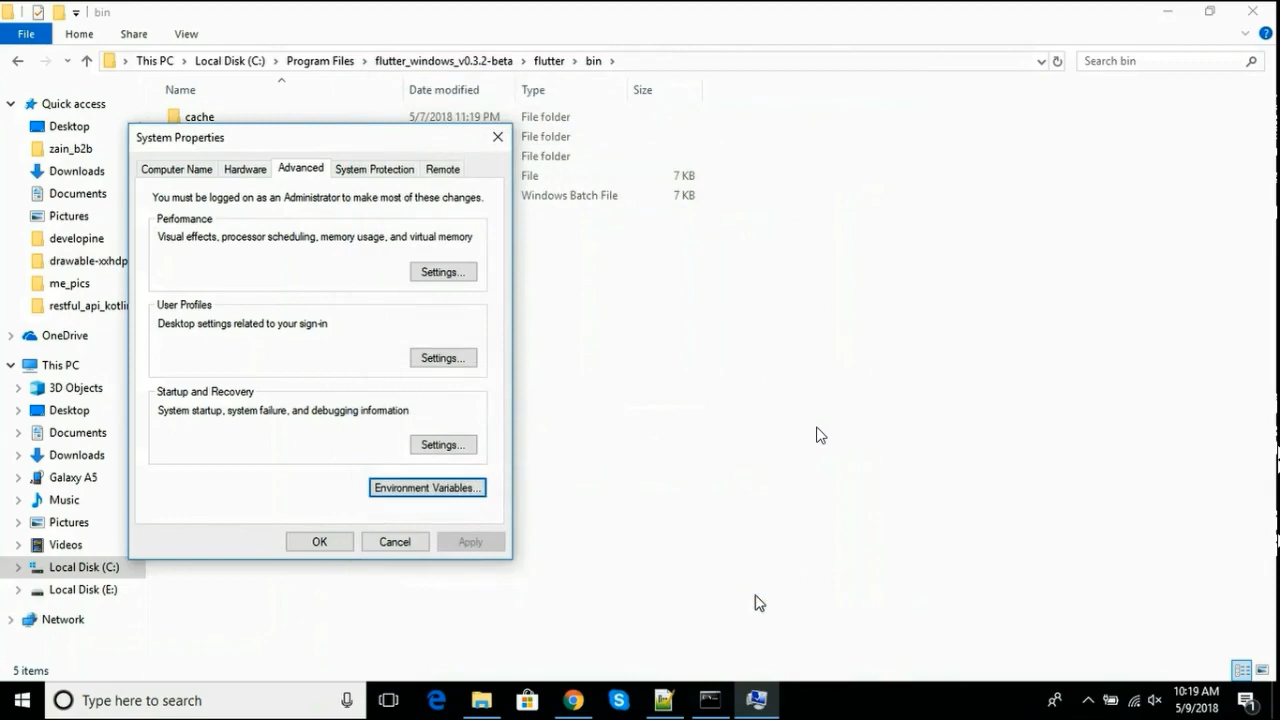 bin
File Home Share View
This PC Local Disk (C:) Program Files flutter_windows_v0.3.2-beta flutter bin
Search bin
Name Date modified Type Size
Quick access
Desktop
zain_b2b
Downloads
Documents
Pictures
developine
drawable-xxhdp
me_pics
restful_api_kotli
OneDrive
This PC
3D Objects
Desktop
Documents
Downloads
Galaxy A5
Music
Pictures
Videos
Local Disk (C:)
Local Disk (E:)
Network
cache 5/7/2018 11:19 PM File folder
File folder
File folder
File 7 KB
Windows Batch File 7 KB
System Properties
Computer Name Hardware Advanced System Protection Remote
You must be logged on as an Administrator to make most of these changes.
Performance
Visual effects, processor scheduling, memory usage, and virtual memory
Settings...
User Profiles
Desktop settings related to your sign-in
Settings...
Startup and Recovery
System startup, system failure, and debugging information
Settings...
Environment Variables...
OK Cancel Apply
5 items
Type here to search
10:19 AM
5/9/2018
1